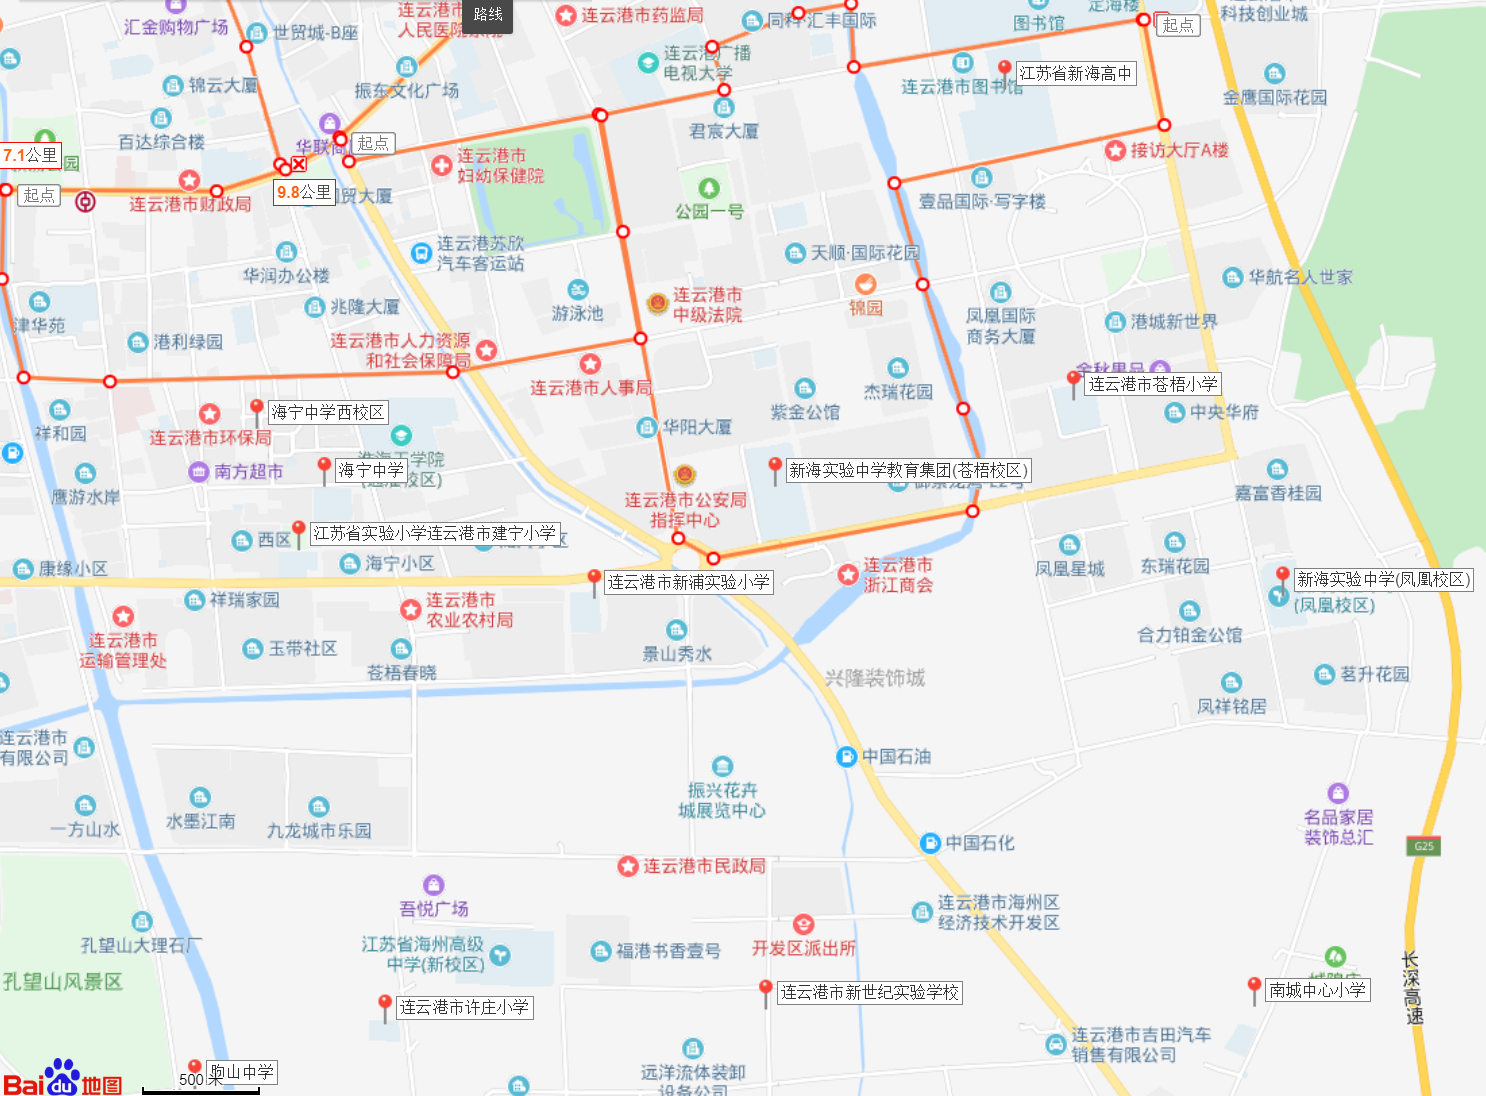 路线
汇金购物广场
世贸城-B座
连云港市
人民医院东院
连云港市药监局
同科·汇丰国际
图书馆
定海楼
起点
科技创业城
锦云大厦
振东文化广场
连云港广播
电视大学
连云港市图书馆
江苏省新海高中
金鹰国际花园
百达综合楼
君宸大厦
起点
7.1公里
公园
连云港市
妇幼保健院
接访大厅A楼
起点
连云港市财政局
9.8公里
国贸大厦
公园一号
壹品国际·写字楼
华润办公楼
连云港苏欣
汽车客运站
天顺·国际花园
华航名人世家
津华苑
兆隆大厦
游泳池
连云港市
中级法院
锦园
凤凰国际
商务大厦
港城新世界
港利绿园
连云港市人力资源
和社会保障局
连云港市人事局
紫金公馆
杰瑞花园
金秋果品
连云港市苍梧小学
中央华府
祥和园
海宁中学西校区
连云港市环保局
华阳大厦
南方超市
海宁中学
淮海工学院
鹰游水岸
新海实验中学教育集团(苍梧校区)
嘉富香桂园
连云港市公安局
指挥中心
西区
江苏省实验小学连云港市建宁小学
康缘小区
海宁小区
连云港市新浦实验小学
连云港市
浙江商会
凤凰星城
东瑞花园
新海实验中学(凤凰校区)
(凤凰校区)
祥瑞家园
连云港市
农业农村局
连云港市
运输管理处
玉带社区
苍梧春晓
景山秀水
合力铂金公馆
兴隆装饰城
茗升花园
凤祥铭居
连云港市
有限公司
中国石油
振兴花卉
城展览中心
一方山水
水墨江南
九龙城市乐园
名品家居
装饰总汇
中国石化
G25
连云港市民政局
吾悦广场
连云港市海州区
经济技术开发区
孔望山大理石厂
江苏省海州高级
中学(新校区)
福港书香壹号
开发区派出所
孔望山风景区
长深高速
连云港市许庄小学
连云港市新世纪实验学校
南城中心小学
连云港市吉田汽车
销售有限公司
朐山中学
远洋流体装卸
设备公司
500米
Bai du 地图